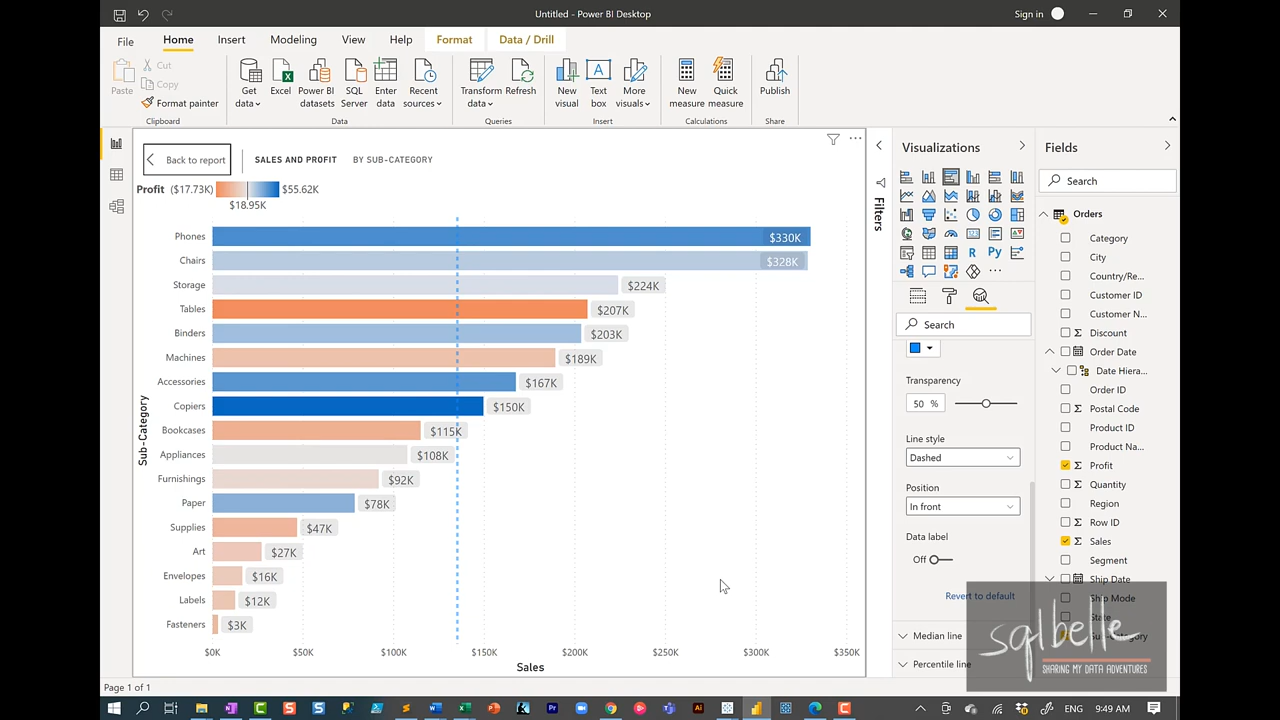 Untitled - Power BI Desktop
Sign in
File
Home
Insert
Modeling
View
Help
Format
Data / Drill
Paste
Cut
Copy
Format painter
Clipboard
Get data
Excel
Power BI datasets
SQL Server
Enter data
Recent sources
Data
Transform data
Refresh
Queries
New visual
Text box
More visuals
Insert
New measure
Quick measure
Calculations
Publish
Share
Back to report
SALES AND PROFIT
BY SUB-CATEGORY
Profit ($17.73K) $55.62K
$18.95K
Sub-Category
Phones $330K
Chairs $328K
Storage $224K
Tables $207K
Binders $203K
Machines $189K
Accessories $167K
Copiers $150K
Bookcases $115K
Appliances $108K
Furnishings $92K
Paper $78K
Supplies $47K
Art $27K
Envelopes $16K
Labels $12K
Fasteners $3K
$0K $50K $100K $150K $200K $250K $300K $350K
Sales
Filters
Visualizations
R
Py
Search
Transparency
50 %
Line style
Dashed
Position
In front
Data label
Off
Revert to default
Median line
Percentile line
Fields
Search
Orders
Category
City
Country/Re...
Customer ID
Customer N...
Discount
Order Date
Date Hiera...
Order ID
Postal Code
Product ID
Product Na...
Profit
Quantity
Region
Row ID
Sales
Segment
Ship Date
Ship Mode
State
Sub-Category
sqlbelle
SHARING MY DATA ADVENTURES
Page 1 of 1
ENG
9:49 AM